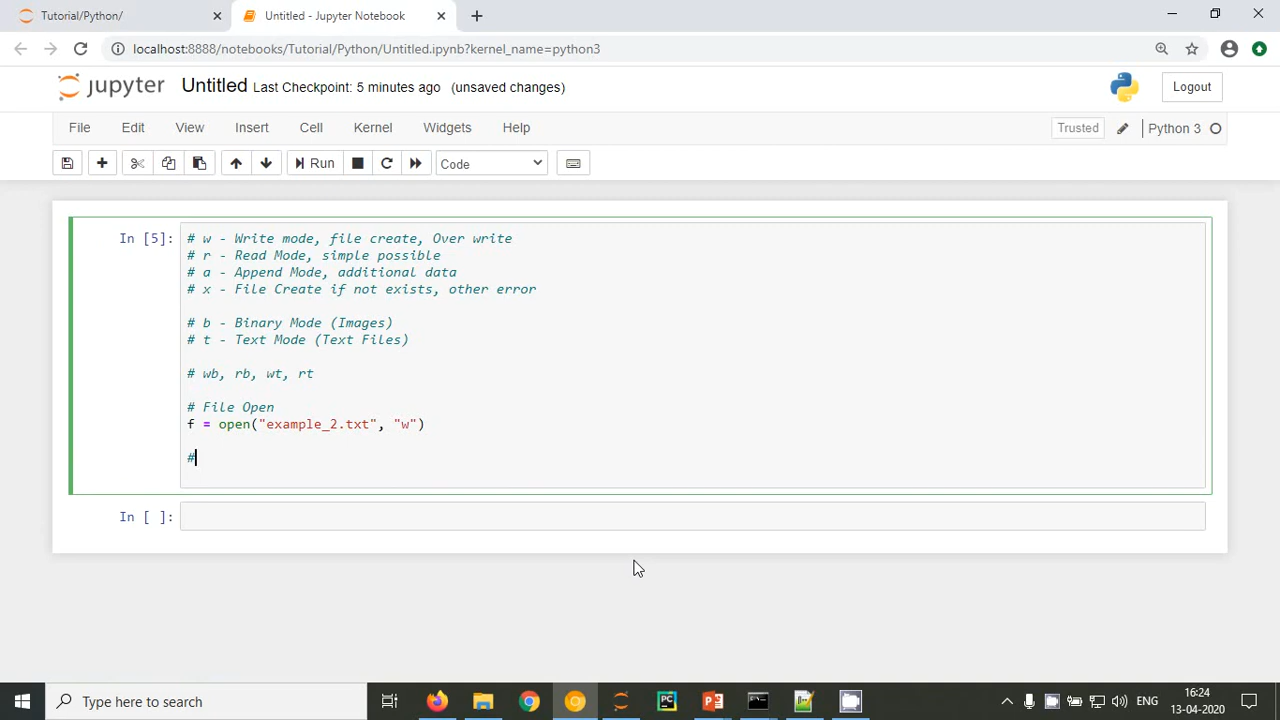 Tutorial/Python/
Untitled - Jupyter Notebook
localhost:8888/notebooks/Tutorial/Python/Untitled.ipynb?kernel_name=python3
jupyter Untitled Last Checkpoint: 5 minutes ago (unsaved changes)
Logout
File Edit View Insert Cell Kernel Widgets Help
Trusted
Python 3
Run
Code
In [5]:
# w - Write mode, file create, Over write
# r - Read Mode, simple possible
# a - Append Mode, additional data
# x - File Create if not exists, other error
# b - Binary Mode (Images)
# t - Text Mode (Text Files)
# wb, rb, wt, rt
# File Open
f = open("example_2.txt", "w")
#
In [ ]:
Type here to search
PC
ENG
16:24
13-04-2020